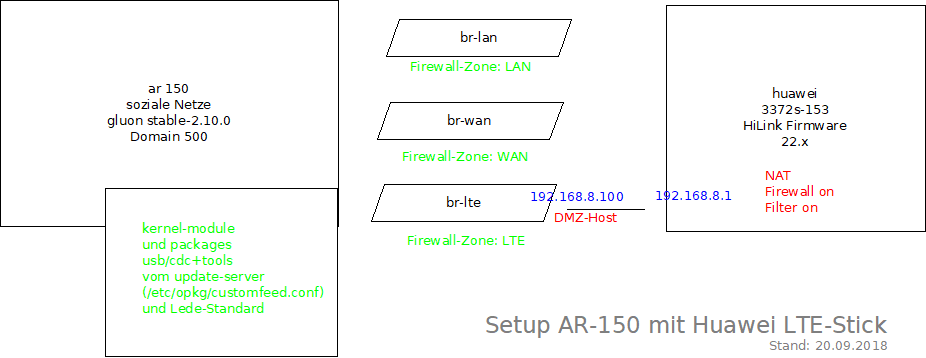 ar 150
soziale Netze
gluon stable-2.10.0
Domain 500
kernel-module
und packages
usb/cdc+tools
vom update-server
(/etc/opkg/customfeed.conf)
und Lede-Standard
br-lan
Firewall-Zone: LAN
br-wan
Firewall-Zone: WAN
br-lte
Firewall-Zone: LTE
192.168.8.100
DMZ-Host
192.168.8.1
huawei
3372s-153
HiLink Firmware
22.x
NAT
Firewall on
Filter on
Setup AR-150 mit Huawei LTE-Stick
Stand: 20.09.2018